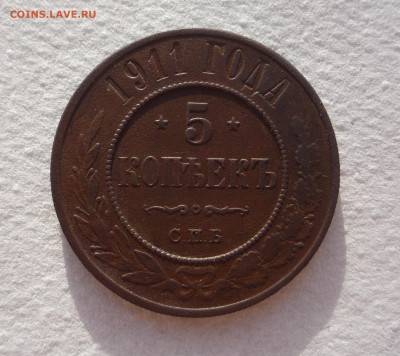 COINS.LAVE.RU
1911 ГОДА
5
КОПѢЕКЪ
С.П.Б